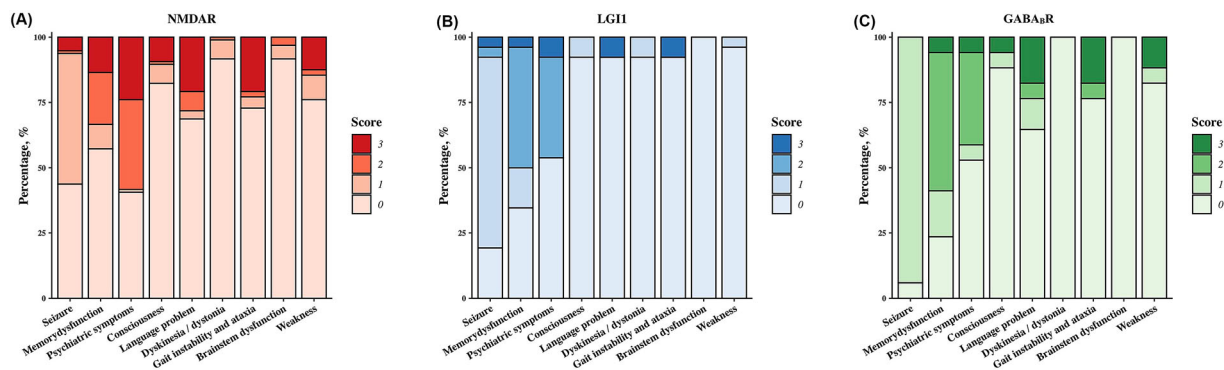 (A)
NMDAR
Percentage, %
100
75
50
25
0
Seizure
Memorydysfunction
Psychiatric symptoms
Consciousness
Language problem
Dyskinesia / dystonia
Gait instability and ataxia
Brainstem dysfunction
Weakness
Score
3
2
1
0
(B)
LGI1
Percentage, %
100
75
50
25
0
Seizure
Memorydysfunction
Psychiatric symptoms
Consciousness
Language problem
Dyskinesia / dystonia
Gait instability and ataxia
Brainstem dysfunction
Weakness
Score
3
2
1
0
(C)
GABABR
Percentage, %
100
75
50
25
0
Seizure
Memorydysfunction
Psychiatric symptoms
Consciousness
Language problem
Dyskinesia / dystonia
Gait instability and ataxia
Brainstem dysfunction
Weakness
Score
3
2
1
0